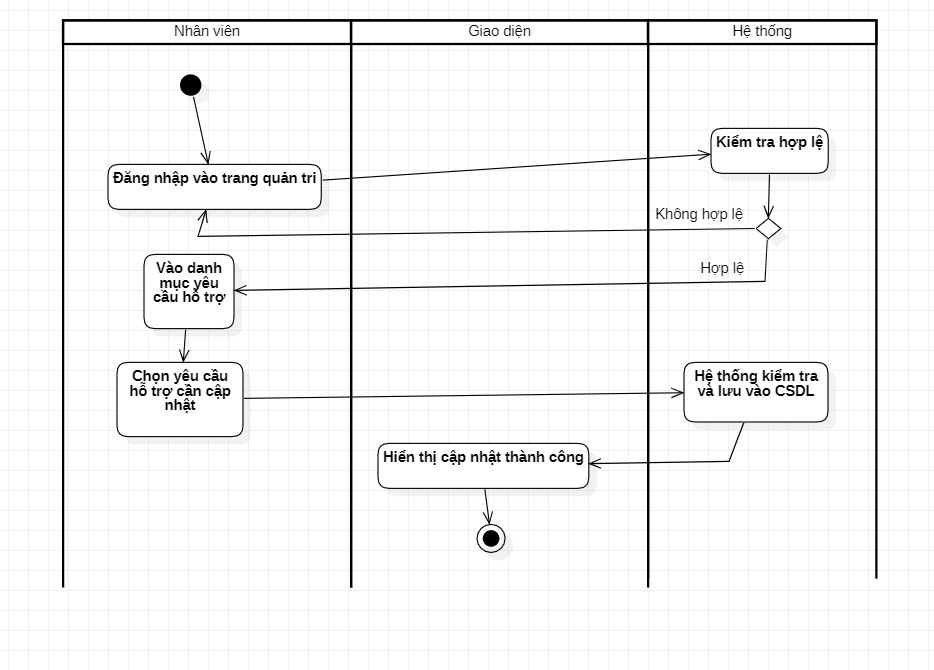 Nhân viên
Giao diện
Hệ thống
Kiểm tra hợp lệ
Đăng nhập vào trang quản tri
Không hợp lệ
Vào danh
mục yêu
cầu hỗ trợ
Hợp lệ
Chọn yêu cầu
hỗ trợ cần cập
nhật
Hệ thống kiểm tra
và lưu vào CSDL
Hiển thị cập nhật thành công